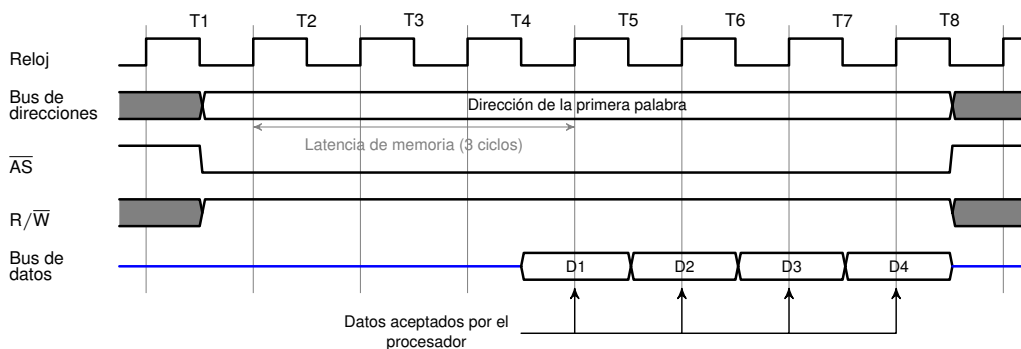 T1 T2 T3 T4 T5 T6 T7 T8
Reloj
Bus de
direcciones
Dirección de la primera palabra
Latencia de memoria (3 ciclos)
A̅S̅
R/W̅
Bus de
datos
D1 D2 D3 D4
Datos aceptados por el
procesador